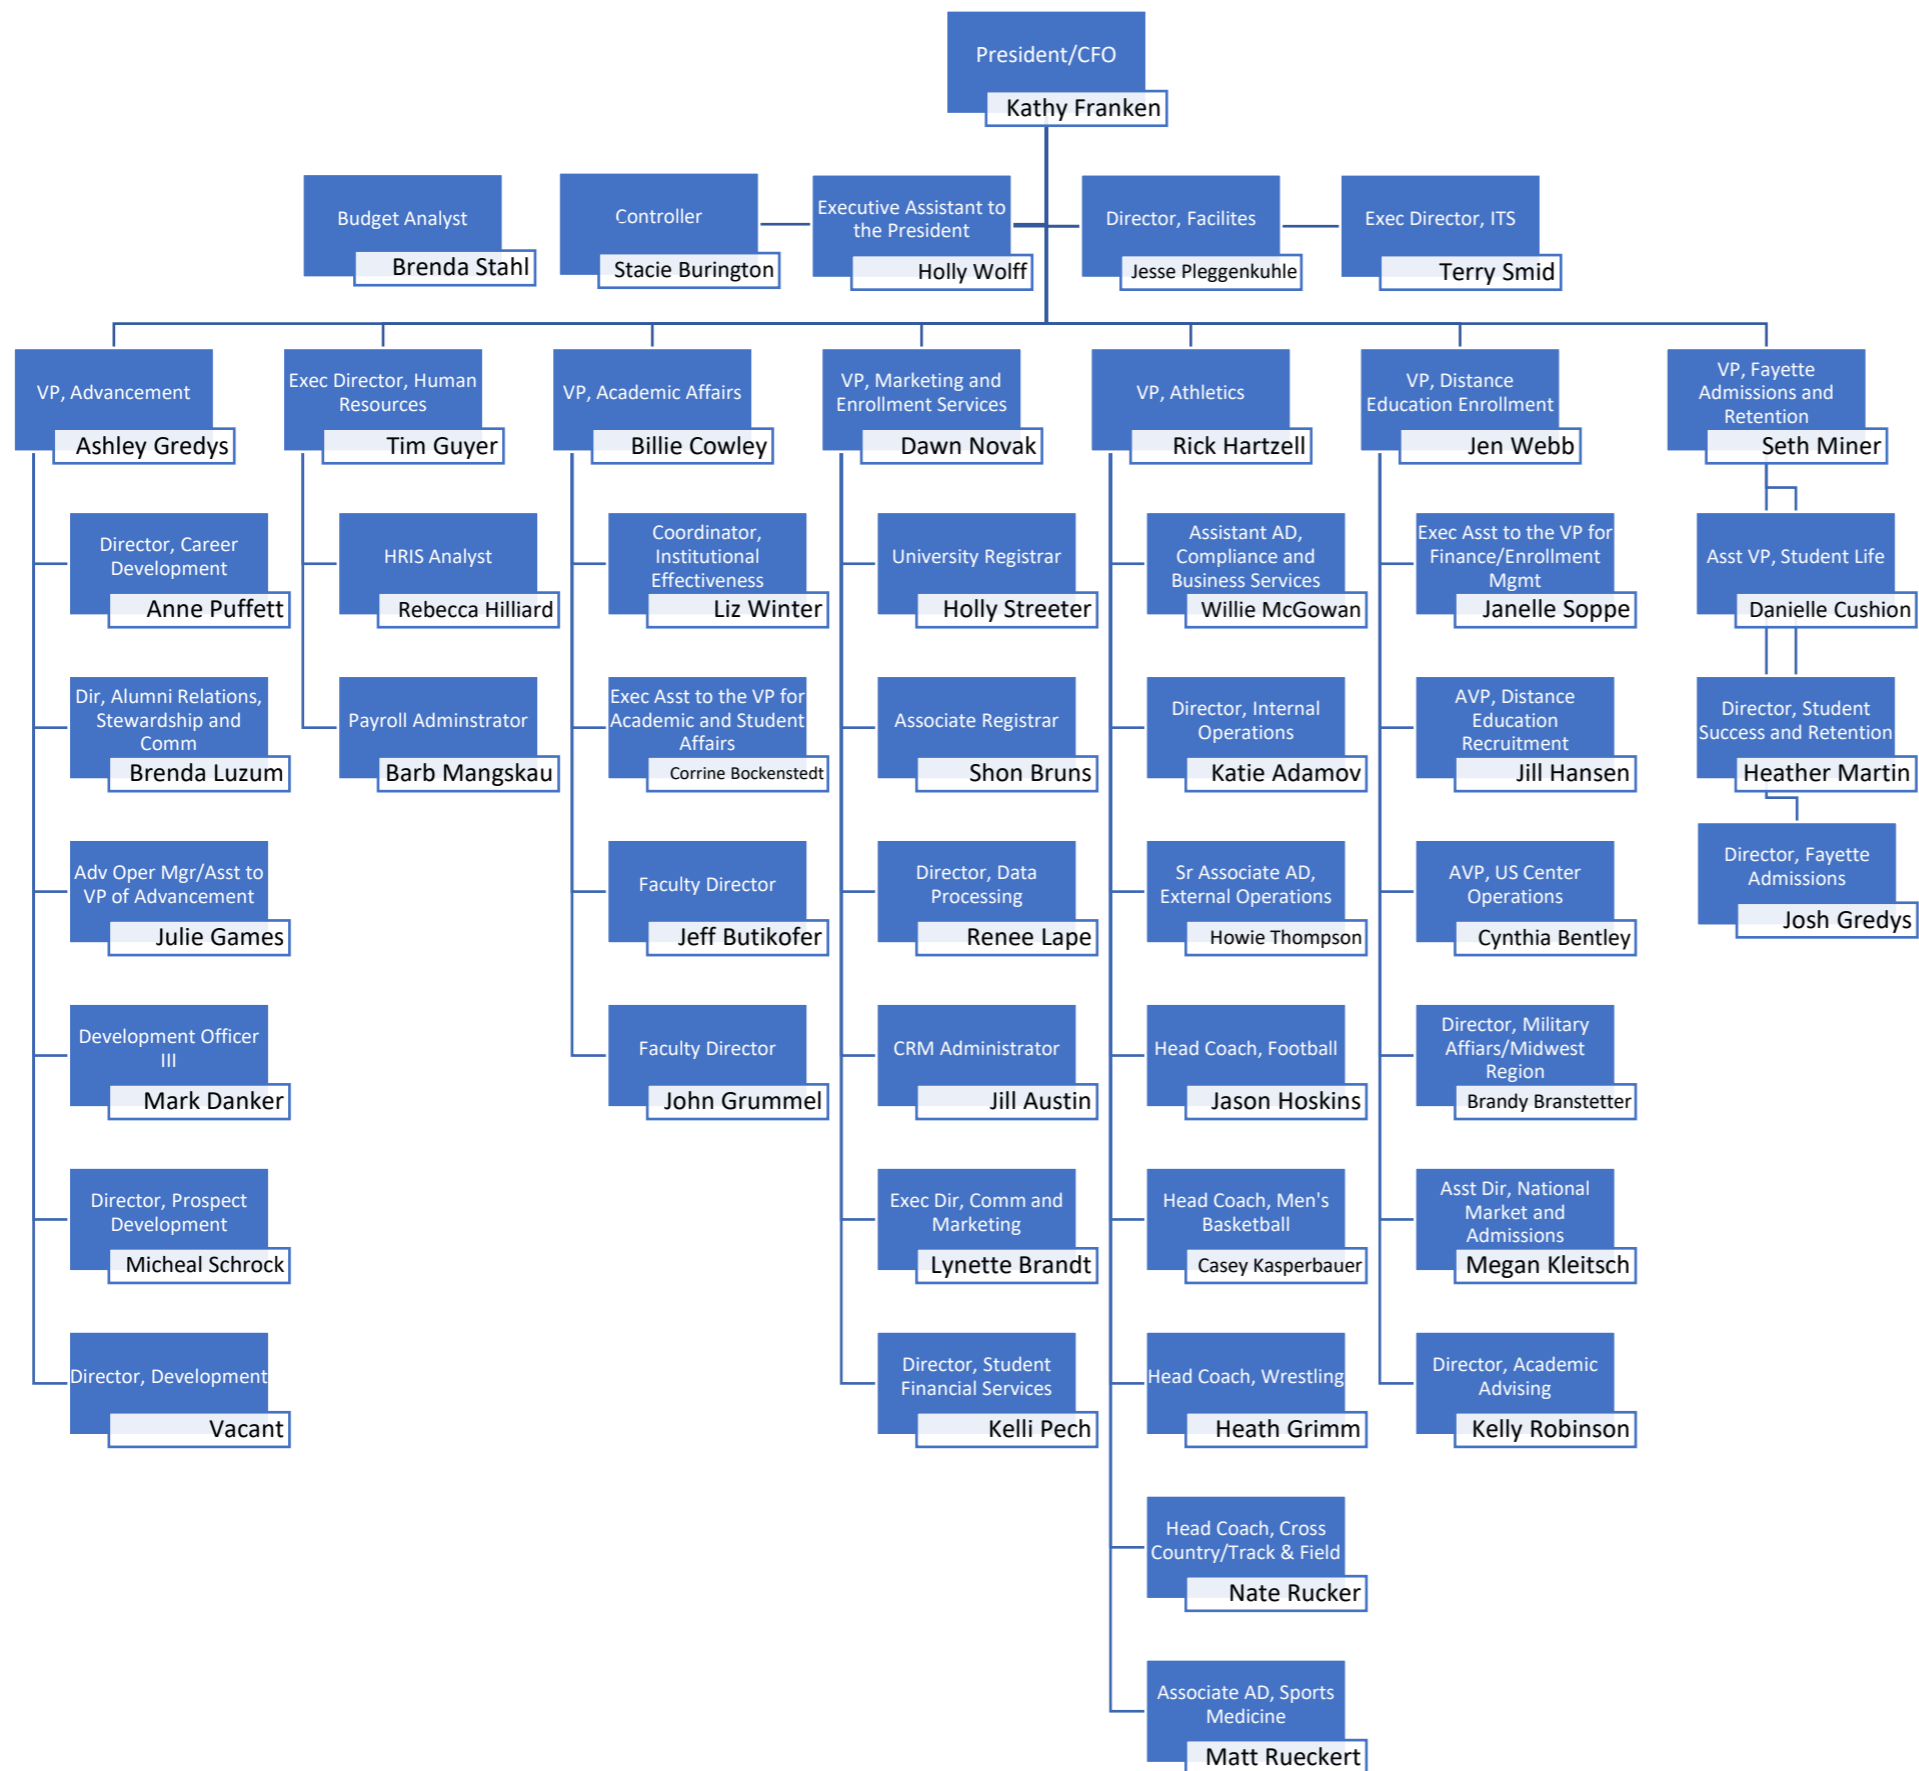 President/CFO
Kathy Franken
Budget Analyst
Brenda Stahl
Controller
Stacie Burington
Executive Assistant to
the President
Holly Wolff
Director, Facilites
Jesse Pleggenkuhle
Exec Director, ITS
Terry Smid
VP, Advancement
Ashley Gredys
Exec Director, Human
Resources
Tim Guyer
VP, Academic Affairs
Billie Cowley
VP, Marketing and
Enrollment Services
Dawn Novak
VP, Athletics
Rick Hartzell
VP, Distance
Education Enrollment
Jen Webb
VP, Fayette
Admissions and
Retention
Seth Miner
Director, Career
Development
Anne Puffett
HRIS Analyst
Rebecca Hilliard
Coordinator,
Institutional
Effectiveness
Liz Winter
University Registrar
Holly Streeter
Assistant AD,
Compliance and
Business Services
Willie McGowan
Exec Asst to the VP for
Finance/Enrollment
Mgmt
Janelle Soppe
Asst VP, Student Life
Danielle Cushion
Dir, Alumni Relations,
Stewardship and
Comm
Brenda Luzum
Payroll Adminstrator
Barb Mangskau
Exec Asst to the VP for
Academic and Student
Affairs
Corrine Bockenstedt
Associate Registrar
Shon Bruns
Director, Internal
Operations
Katie Adamov
AVP, Distance
Education
Recruitment
Jill Hansen
Director, Student
Success and Retention
Heather Martin
Adv Oper Mgr/Asst to
VP of Advancement
Julie Games
Faculty Director
Jeff Butikofer
Director, Data
Processing
Renee Lape
Sr Associate AD,
External Operations
Howie Thompson
AVP, US Center
Operations
Cynthia Bentley
Director, Fayette
Admissions
Josh Gredys
Development Officer
III
Mark Danker
Faculty Director
John Grummel
CRM Administrator
Jill Austin
Head Coach, Football
Jason Hoskins
Director, Military
Affiars/Midwest
Region
Brandy Branstetter
Director, Prospect
Development
Micheal Schrock
Exec Dir, Comm and
Marketing
Lynette Brandt
Head Coach, Men's
Basketball
Casey Kasperbauer
Asst Dir, National
Market and
Admissions
Megan Kleitsch
Director, Development
Vacant
Director, Student
Financial Services
Kelli Pech
Head Coach, Wrestling
Heath Grimm
Director, Academic
Advising
Kelly Robinson
Head Coach, Cross
Country/Track & Field
Nate Rucker
Associate AD, Sports
Medicine
Matt Rueckert